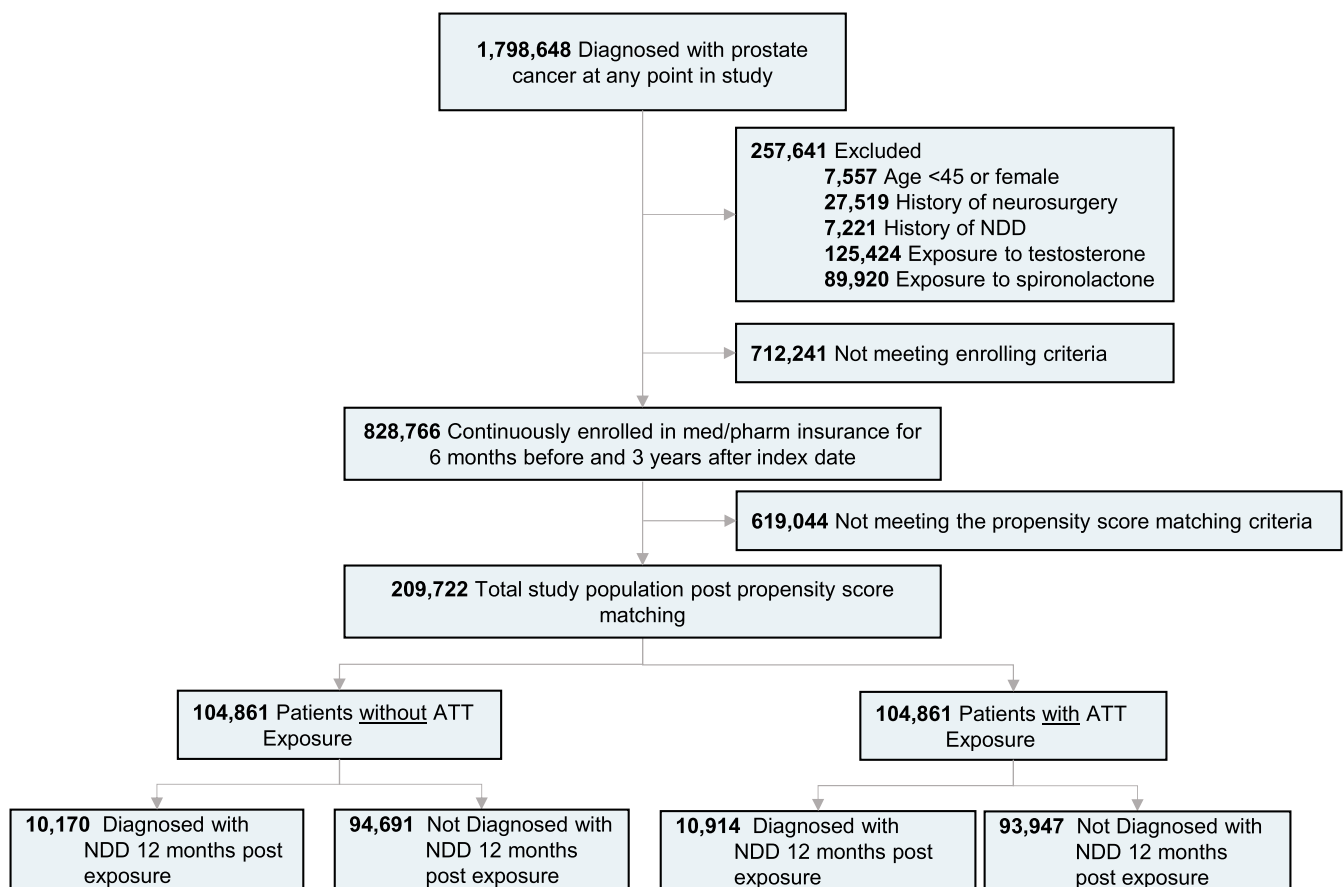 1,798,648 Diagnosed with prostate
cancer at any point in study
257,641 Excluded
7,557 Age <45 or female
27,519 History of neurosurgery
7,221 History of NDD
125,424 Exposure to testosterone
89,920 Exposure to spironolactone
712,241 Not meeting enrolling criteria
828,766 Continuously enrolled in med/pharm insurance for
6 months before and 3 years after index date
619,044 Not meeting the propensity score matching criteria
209,722 Total study population post propensity score
matching
104,861 Patients without ATT
Exposure
104,861 Patients with ATT
Exposure
10,170 Diagnosed with
NDD 12 months post
exposure
94,691 Not Diagnosed with
NDD 12 months
post exposure
10,914 Diagnosed with
NDD 12 months post
exposure
93,947 Not Diagnosed with
NDD 12 months
post exposure